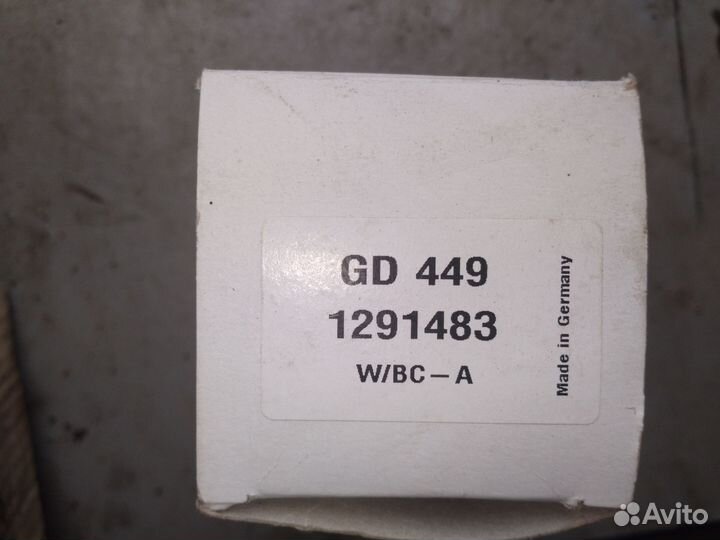 GD 449
1291483
W/BC – A
Made in Germany
Avito